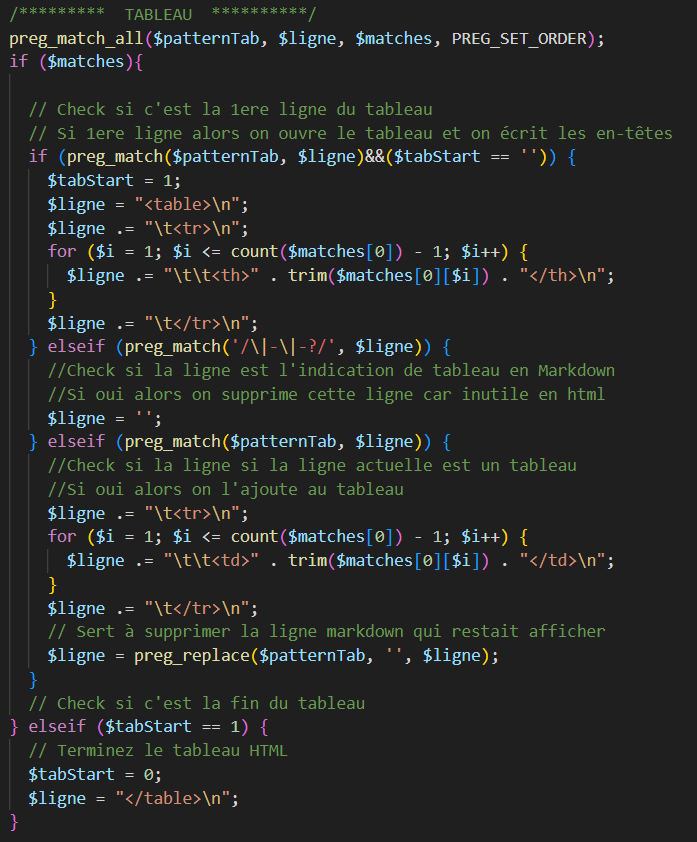 /*********  TABLEAU  **********/
preg_match_all($patternTab, $ligne, $matches, PREG_SET_ORDER);
if ($matches){

  // Check si c'est la 1ere ligne du tableau
  // Si 1ere ligne alors on ouvre le tableau et on écrit les en-têtes
  if (preg_match($patternTab, $ligne)&&($tabStart == '')) {
    $tabStart = 1;
    $ligne = "<table>\n";
    $ligne .= "\t<tr>\n";
    for ($i = 1; $i <= count($matches[0]) - 1; $i++) {
      $ligne .= "\t\t<th>" . trim($matches[0][$i]) . "</th>\n";
    }
    $ligne .= "\t</tr>\n";
  } elseif (preg_match('/\|-\|-?/', $ligne)) {
    //Check si la ligne est l'indication de tableau en Markdown
    //Si oui alors on supprime cette ligne car inutile en html
    $ligne = '';
  } elseif (preg_match($patternTab, $ligne)) {
    //Check si la ligne si la ligne actuelle est un tableau
    //Si oui alors on l'ajoute au tableau
    $ligne .= "\t<tr>\n";
    for ($i = 1; $i <= count($matches[0]) - 1; $i++) {
      $ligne .= "\t\t<td>" . trim($matches[0][$i]) . "</td>\n";
    }
    $ligne .= "\t</tr>\n";
    // Sert à supprimer la ligne markdown qui restait afficher
    $ligne = preg_replace($patternTab, '', $ligne);
  }
  // Check si c'est la fin du tableau
} elseif ($tabStart == 1) {
  // Terminez le tableau HTML
  $tabStart = 0;
  $ligne = "</table>\n";
}